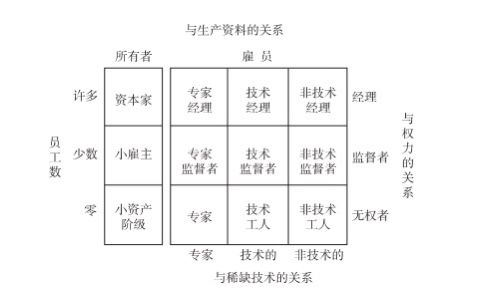 与生产资料的关系
所有者 雇 员
许多 资本家 专家 技术 非技术 经理
经理 经理 经理
员工数 少数 小雇主 专家 技术 非技术 监督者 与权力的关系
监督者 监督者 监督者
零 小资产 专家 技术 非技术 无权者
阶级 工人 工人
专家 技术的 非技术的
与稀缺技术的关系